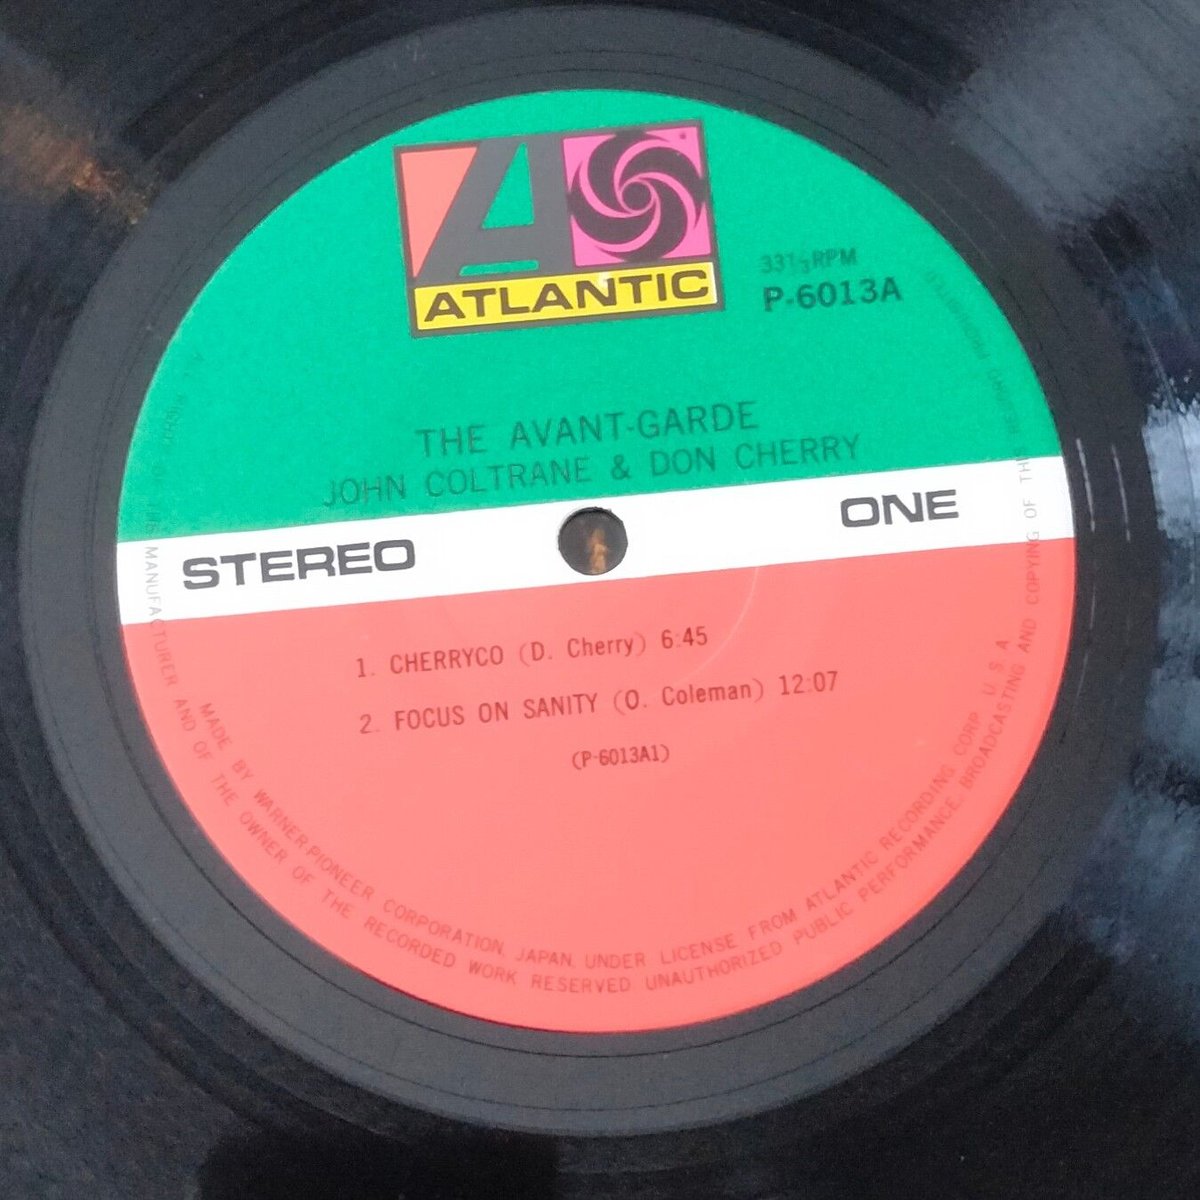 ATLANTIC
33⅓ RPM
P-6013A
THE AVANT-GARDE
JOHN COLTRANE & DON CHERRY
STEREO
ONE
1. CHERRYCO (D. Cherry) 6:45
2. FOCUS ON SANITY (O. Coleman) 12:07
(P-6013A1)
MADE BY WARNER-PIONEER CORPORATION, JAPAN, UNDER LICENSE FROM ATLANTIC RECORDING CORP. U.S.A.
MANUFACTURER AND OF THE OWNER OF THE RECORDED WORK RESERVED UNAUTHORIZED PUBLIC PERFORMANCE, BROADCASTING AND COPYING OF THIS RECORD PROHIBITED